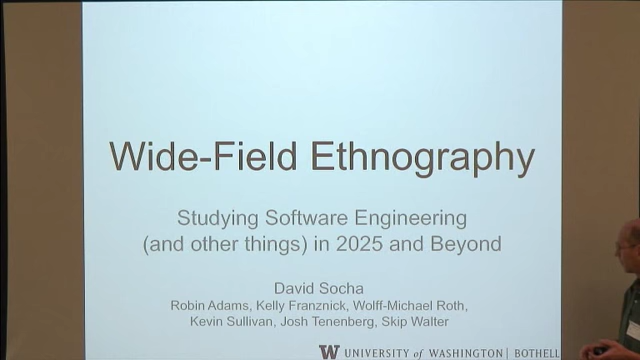 Wide-Field Ethnography
Studying Software Engineering
(and other things) in 2025 and Beyond
David Socha
Robin Adams, Kelly Franznick, Wolff-Michael Roth,
Kevin Sullivan, Josh Tenenberg, Skip Walter
W UNIVERSITY of WASHINGTON | BOTHELL